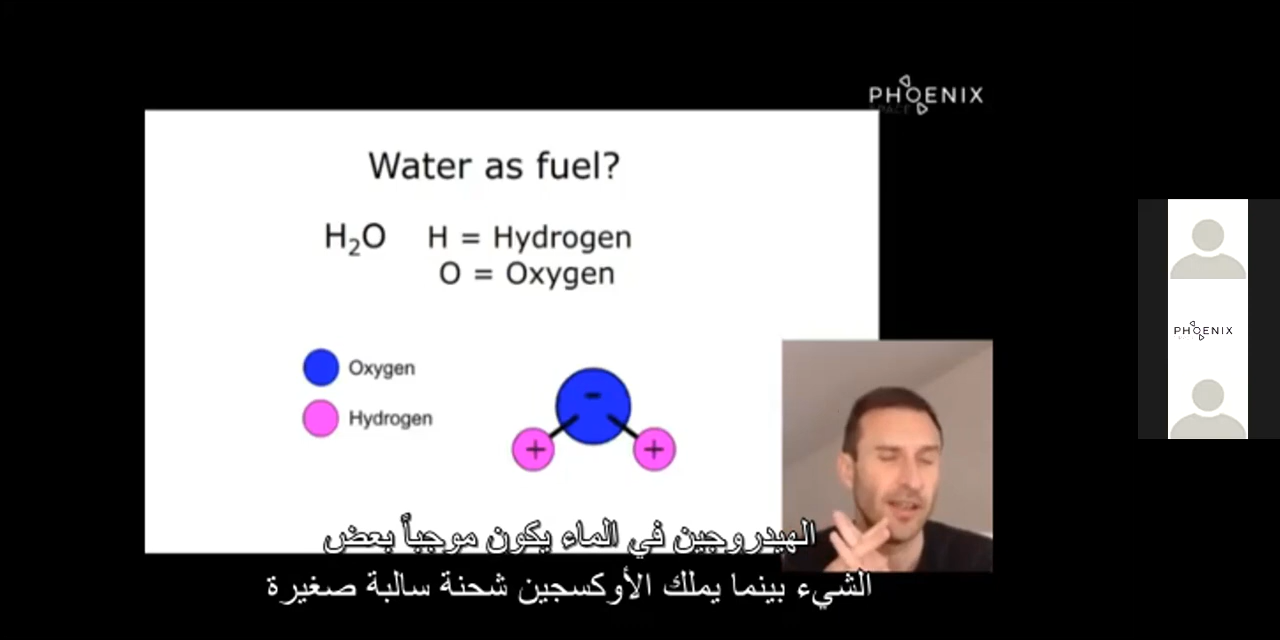 PHOENIX
SPACE
Water as fuel?
H₂O H = Hydrogen
O = Oxygen
Oxygen
Hydrogen
-
+ +
الهيدروجين في الماء يكون موجباً بعض
الشيء بينما يملك الأوكسجين شحنة سالبة صغيرة
PHOENIX